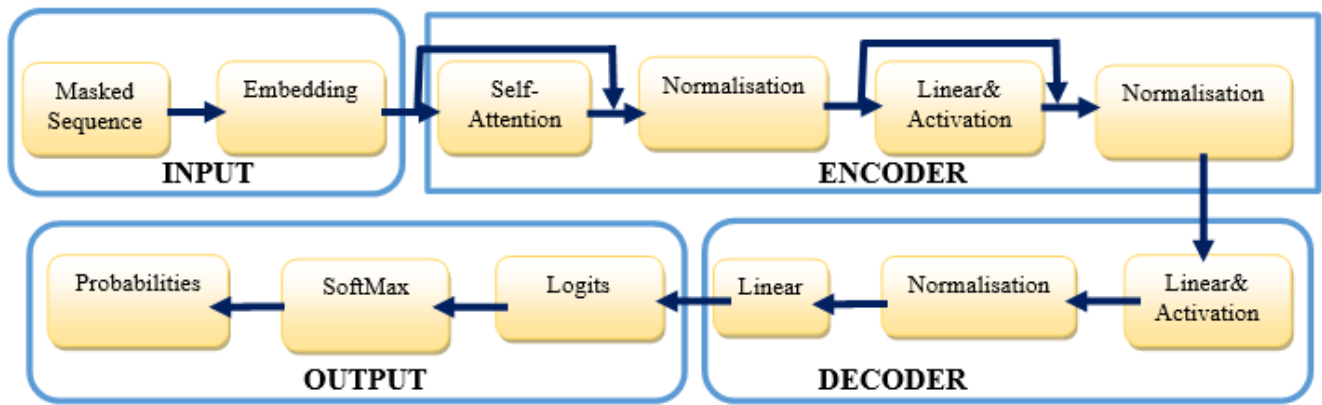 Masked
Sequence
Embedding
INPUT
Self-
Attention
Normalisation
Linear&
Activation
Normalisation
ENCODER
Linear&
Activation
Normalisation
Linear
DECODER
Logits
SoftMax
Probabilities
OUTPUT